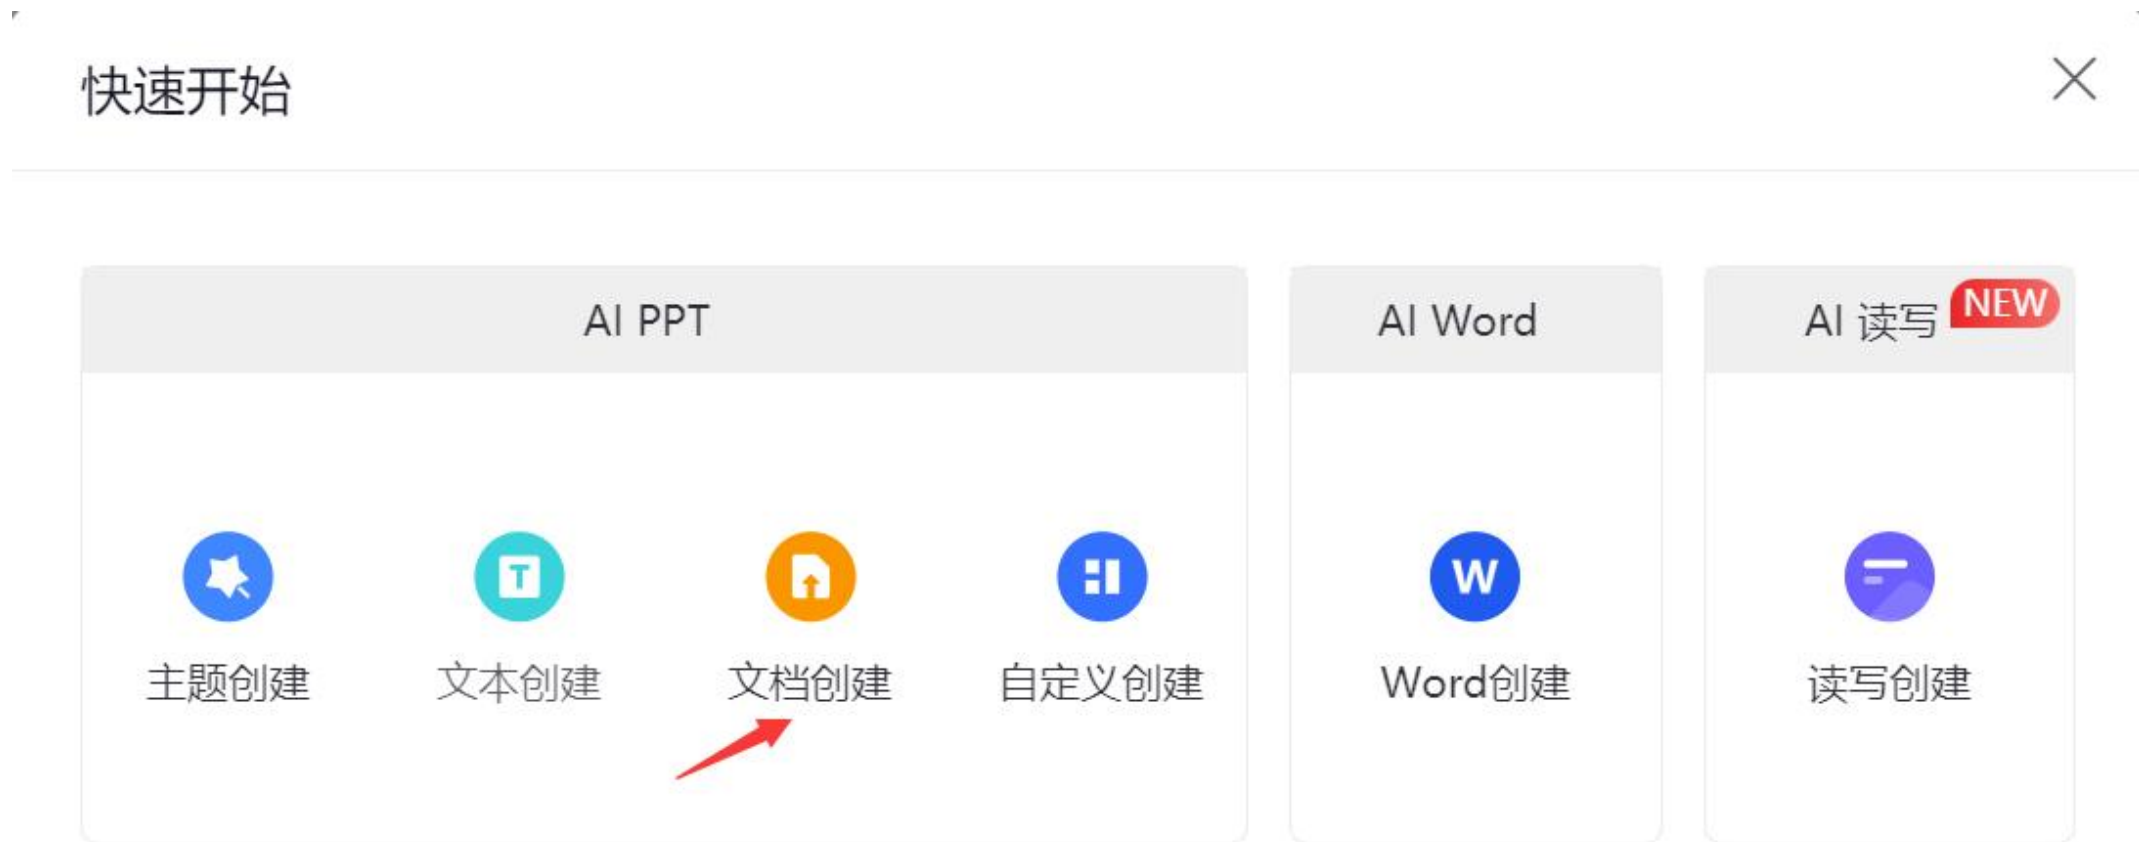 快速开始
AI PPT
AI Word
AI 读写 NEW
T
W
主题创建
文本创建
文档创建
自定义创建
Word创建
读写创建